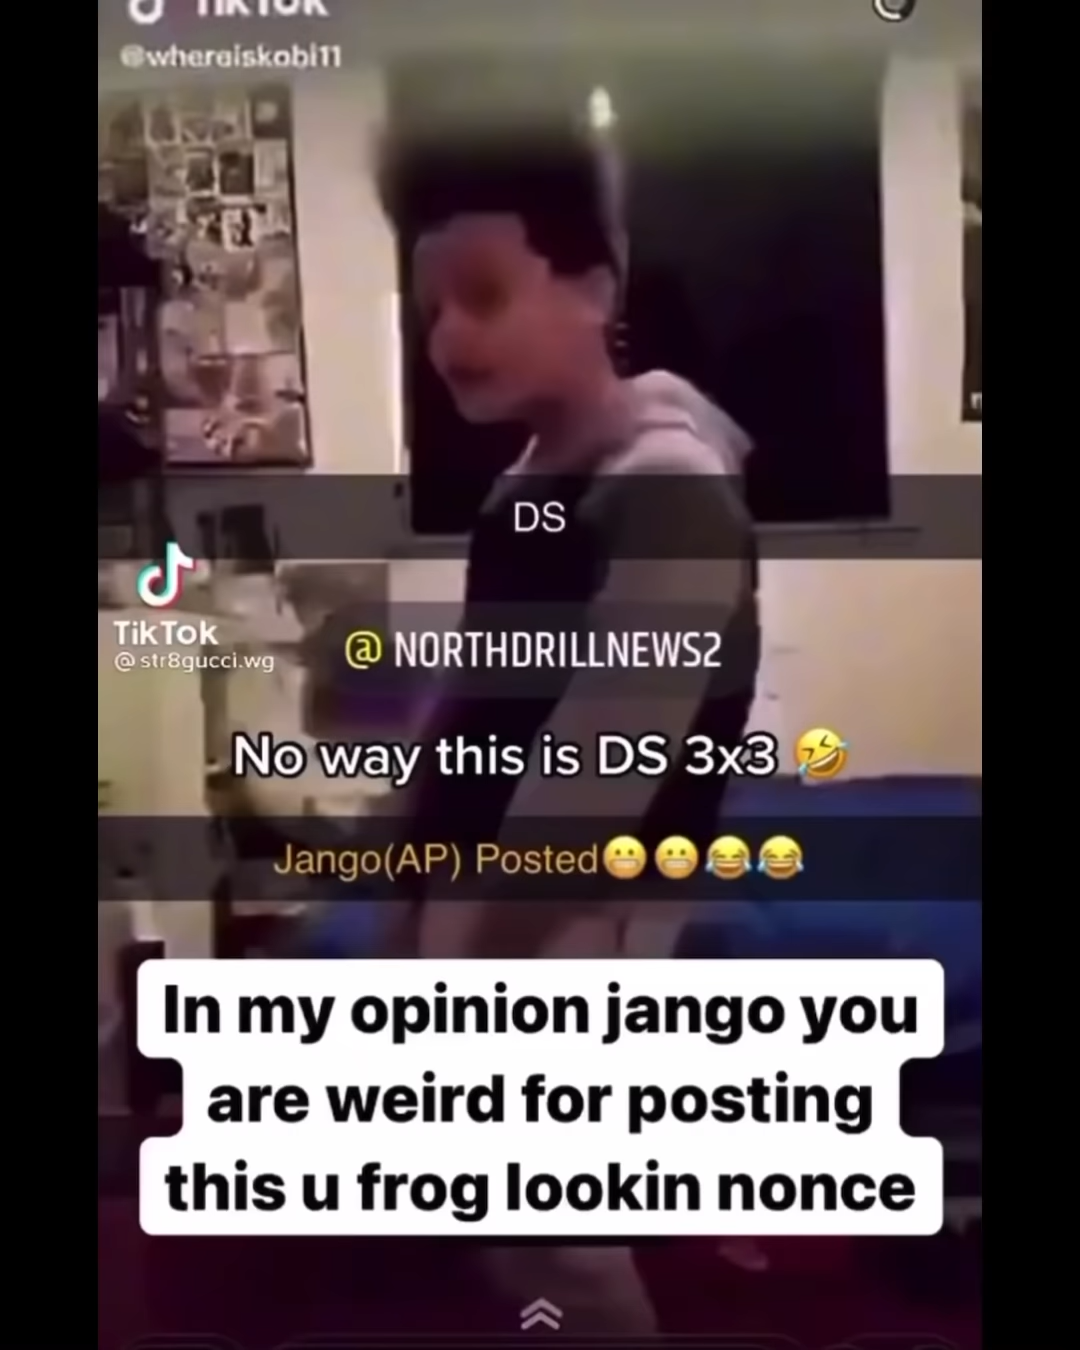 TikTok
@wheraiskobi11
DS
TikTok
@str8gucci.wg
@ NORTHDRILLNEWS2
No way this is DS 3x3 🤣
Jango(AP) Posted😬😬😂😂
In my opinion jango you
are weird for posting
this u frog lookin nonce